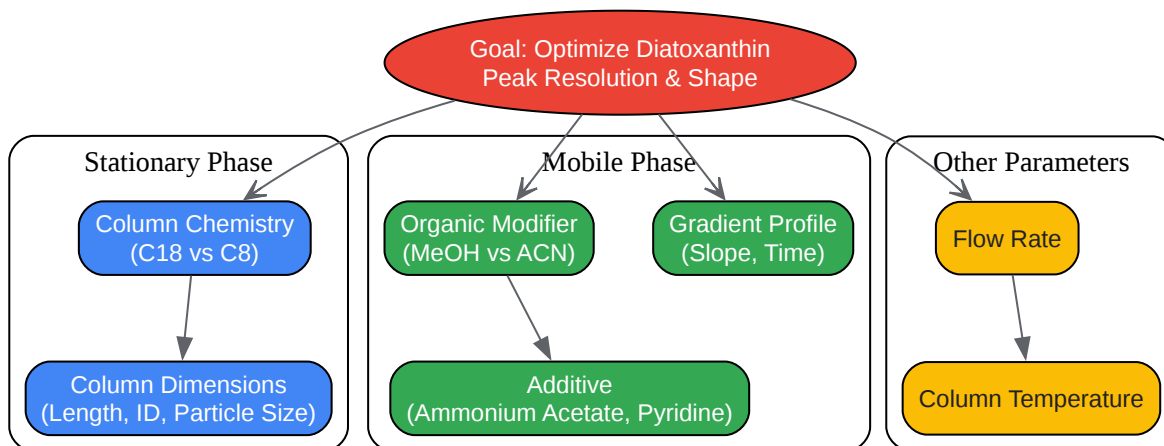 Goal: Optimize Diatoxanthin
Peak Resolution & Shape
Stationary Phase
Mobile Phase
Other Parameters
Column Chemistry
(C18 vs C8)
Organic Modifier
(MeOH vs ACN)
Gradient Profile
(Slope, Time)
Flow Rate
Column Dimensions
(Length, ID, Particle Size)
Additive
(Ammonium Acetate, Pyridine)
Column Temperature